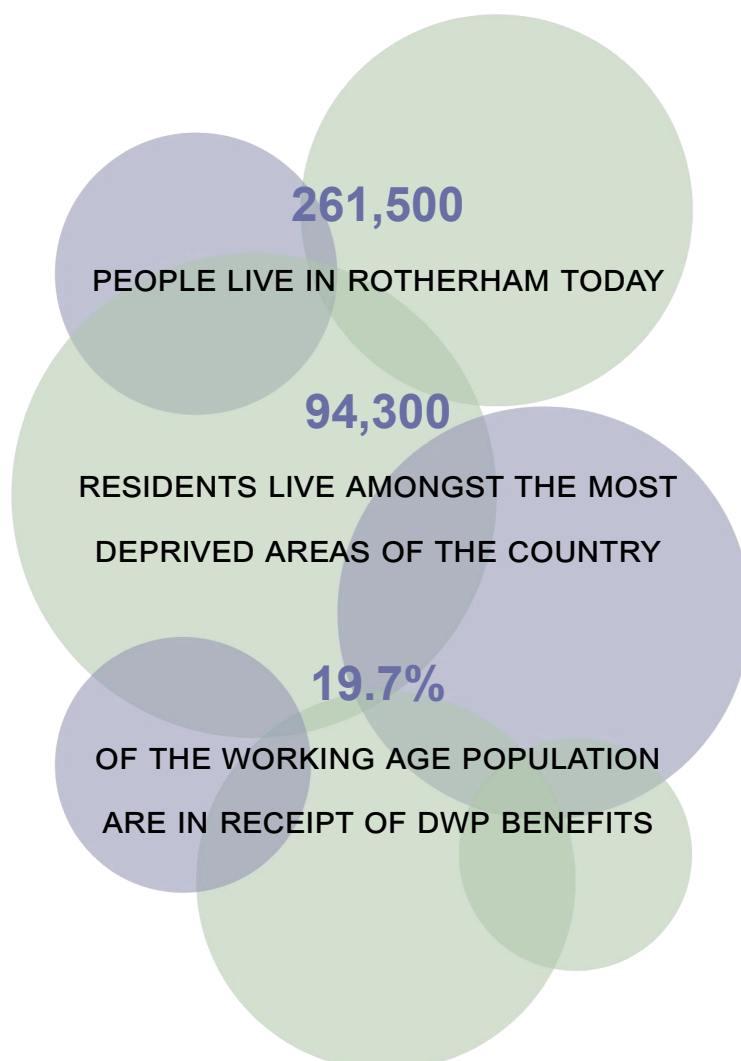 261,500
PEOPLE LIVE IN ROTHERHAM TODAY
94,300
RESIDENTS LIVE AMONGST THE MOST
DEPRIVED AREAS OF THE COUNTRY
19.7%
OF THE WORKING AGE POPULATION
ARE IN RECEIPT OF DWP BENEFITS